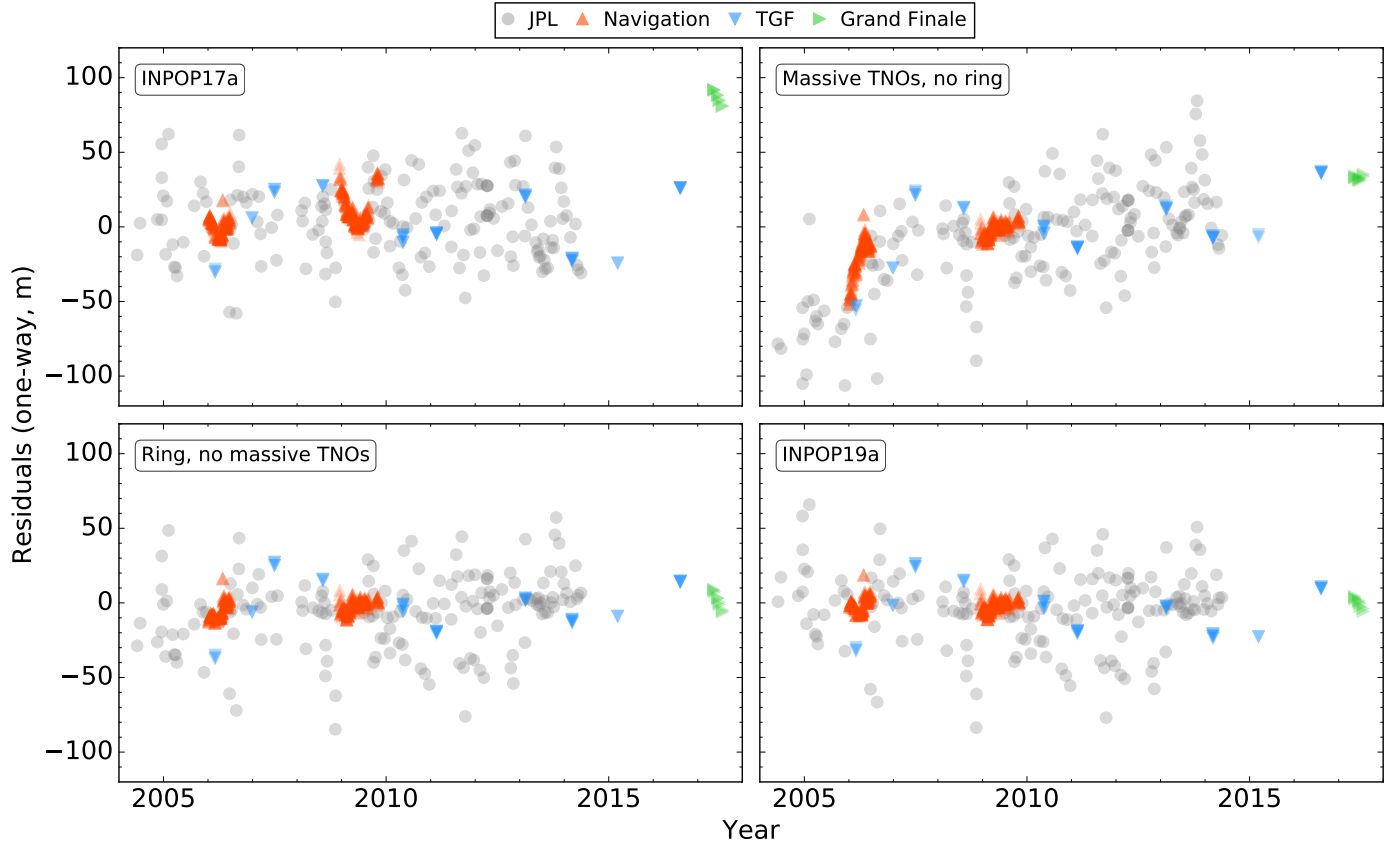 JPL Navigation TGF Grand Finale
INPOP17a
Massive TNOs, no ring
100
50
0
−50
−100
Ring, no massive TNOs
INPOP19a
100
50
0
−50
−100
Residuals (one-way, m)
2005 2010 2015 2005 2010 2015
Year